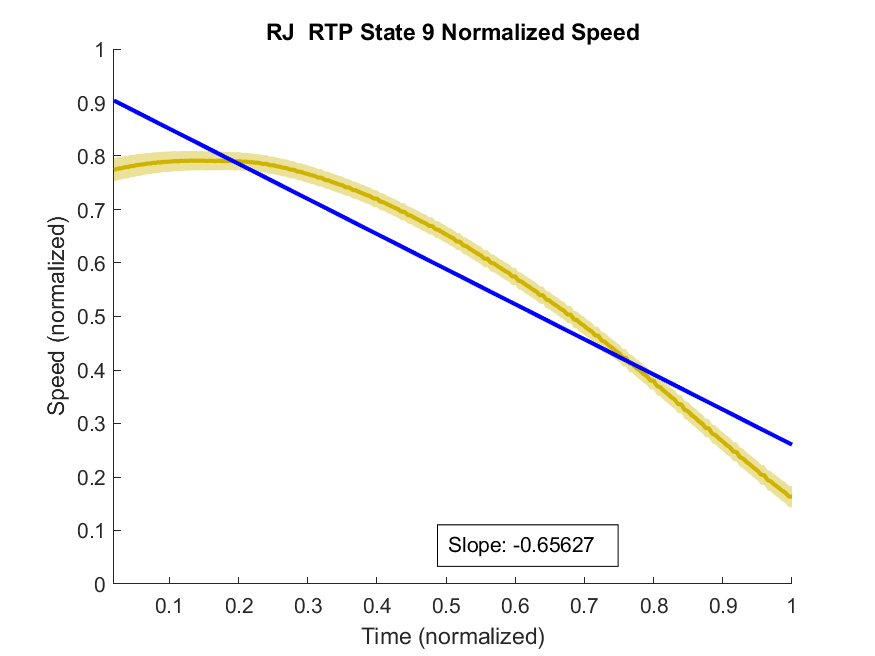 RJ  RTP State 9 Normalized Speed
1
0.9
0.8
0.7
0.6
0.5
0.4
0.3
0.2
0.1
0
Speed (normalized)
Slope: -0.65627
0.1 0.2 0.3 0.4 0.5 0.6 0.7 0.8 0.9 1
Time (normalized)